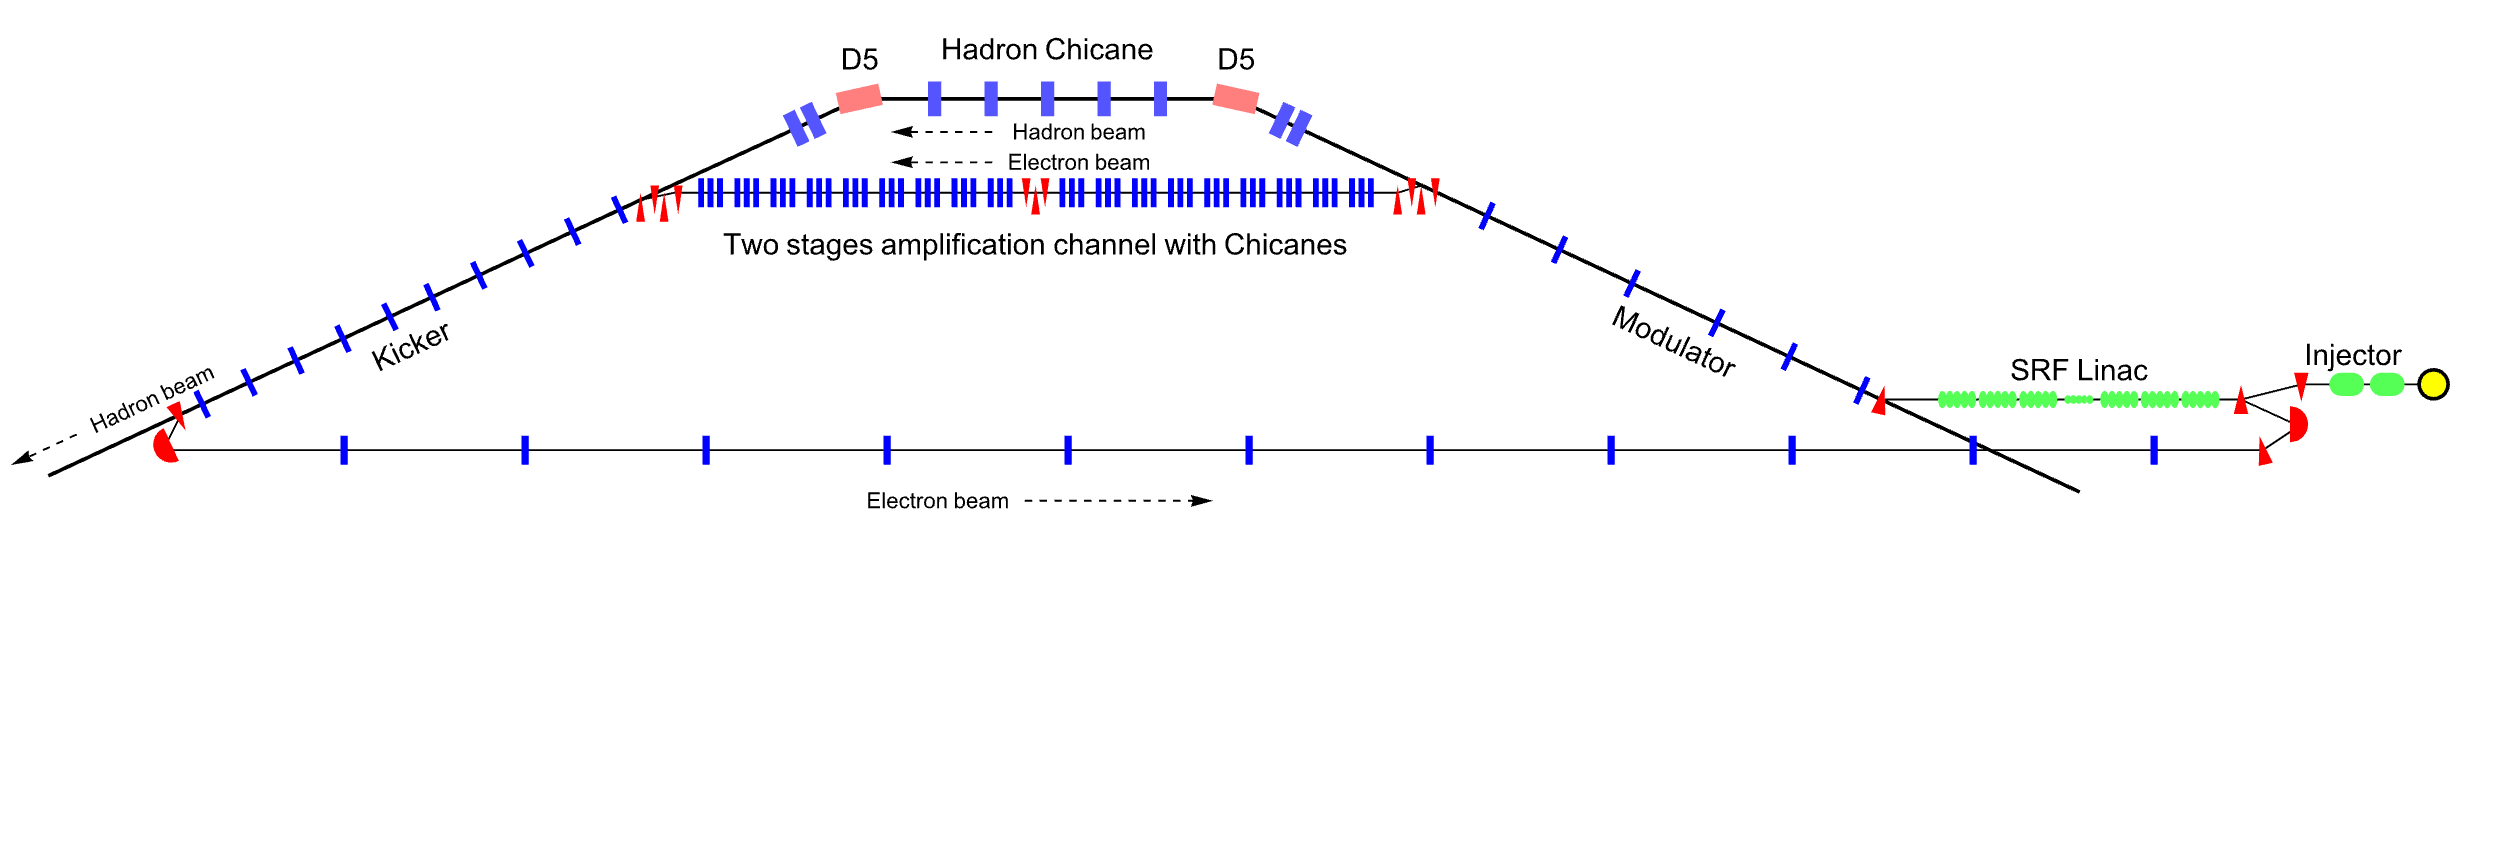 Hadron Chicane
D5
D5
Hadron beam
Electron beam
Two stages amplification channel with Chicanes
Kicker
Modulator
Hadron beam
SRF Linac
Injector
Electron beam